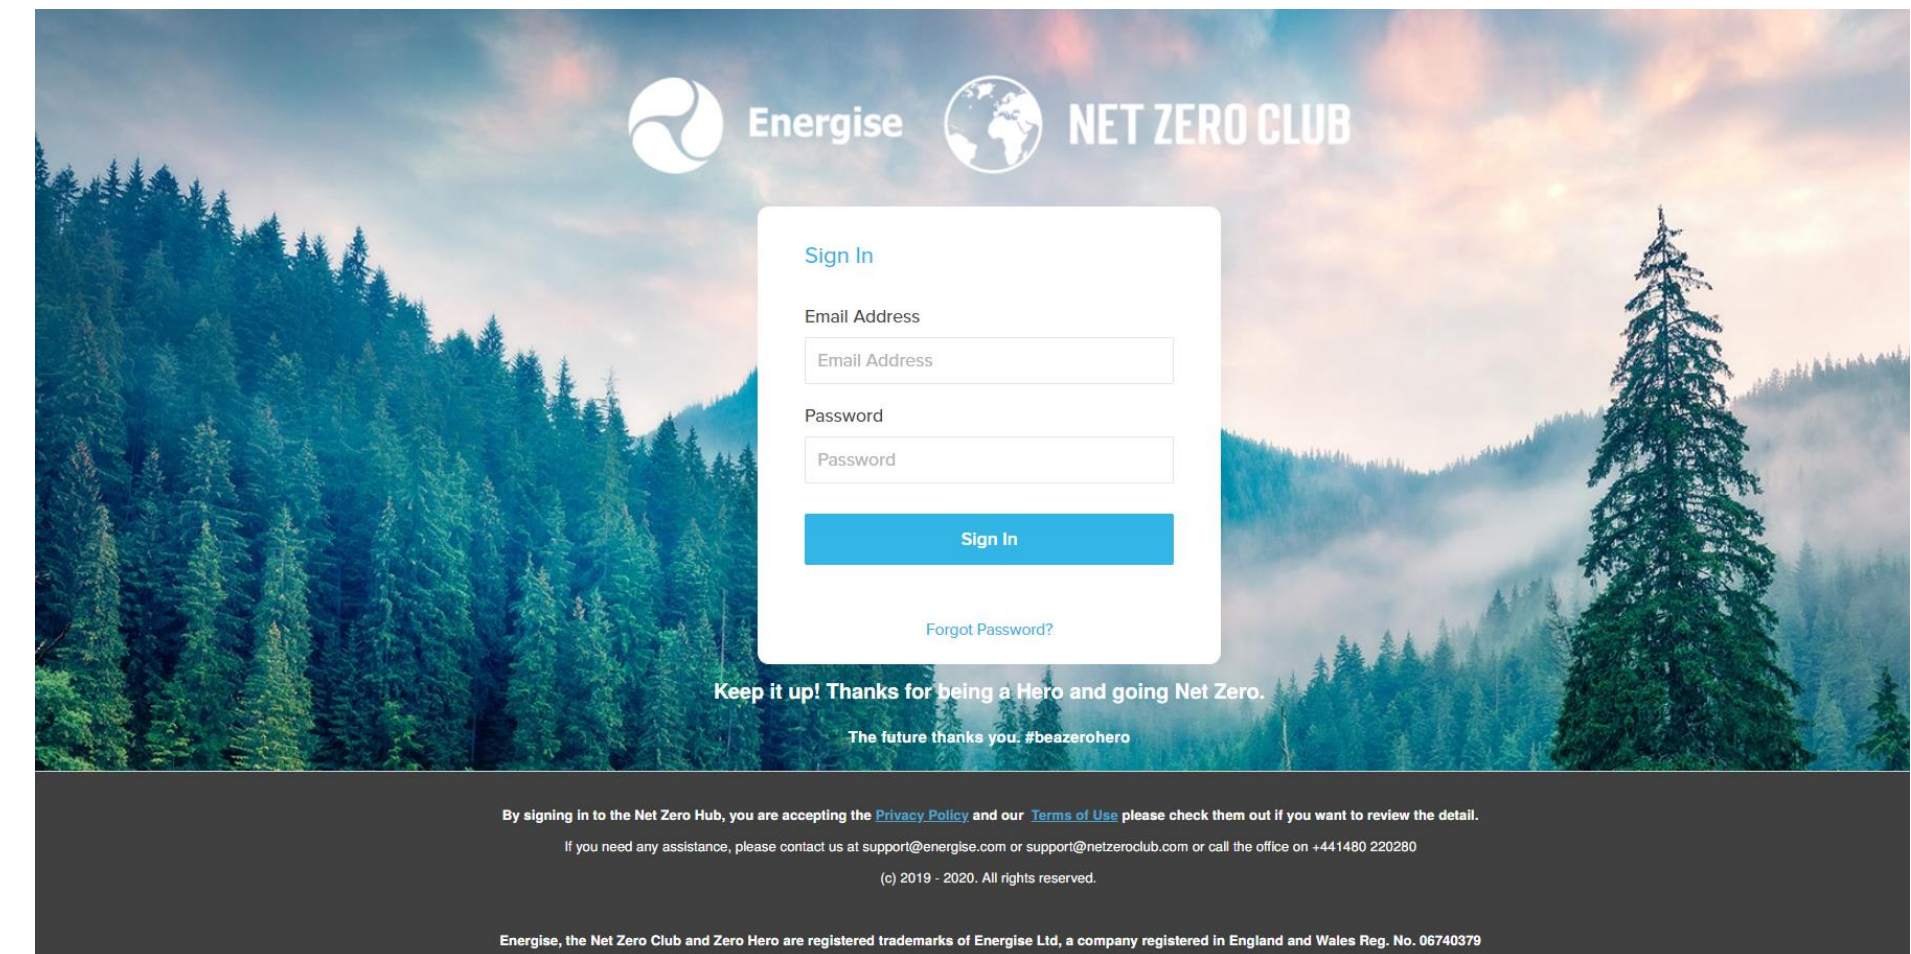 Energise NET ZERO CLUB
Sign In
Email Address
Email Address
Password
Password
Sign In
Forgot Password?
Keep it up! Thanks for being a Hero and going Net Zero.
The future thanks you. #beazerohero
By signing in to the Net Zero Hub, you are accepting the Privacy Policy and our Terms of Use please check them out if you want to review the detail.
If you need any assistance, please contact us at support@energise.com or support@netzeroclub.com or call the office on +441480 220280
(c) 2019 - 2020. All rights reserved.
Energise, the Net Zero Club and Zero Hero are registered trademarks of Energise Ltd, a company registered in England and Wales Reg. No. 06740379